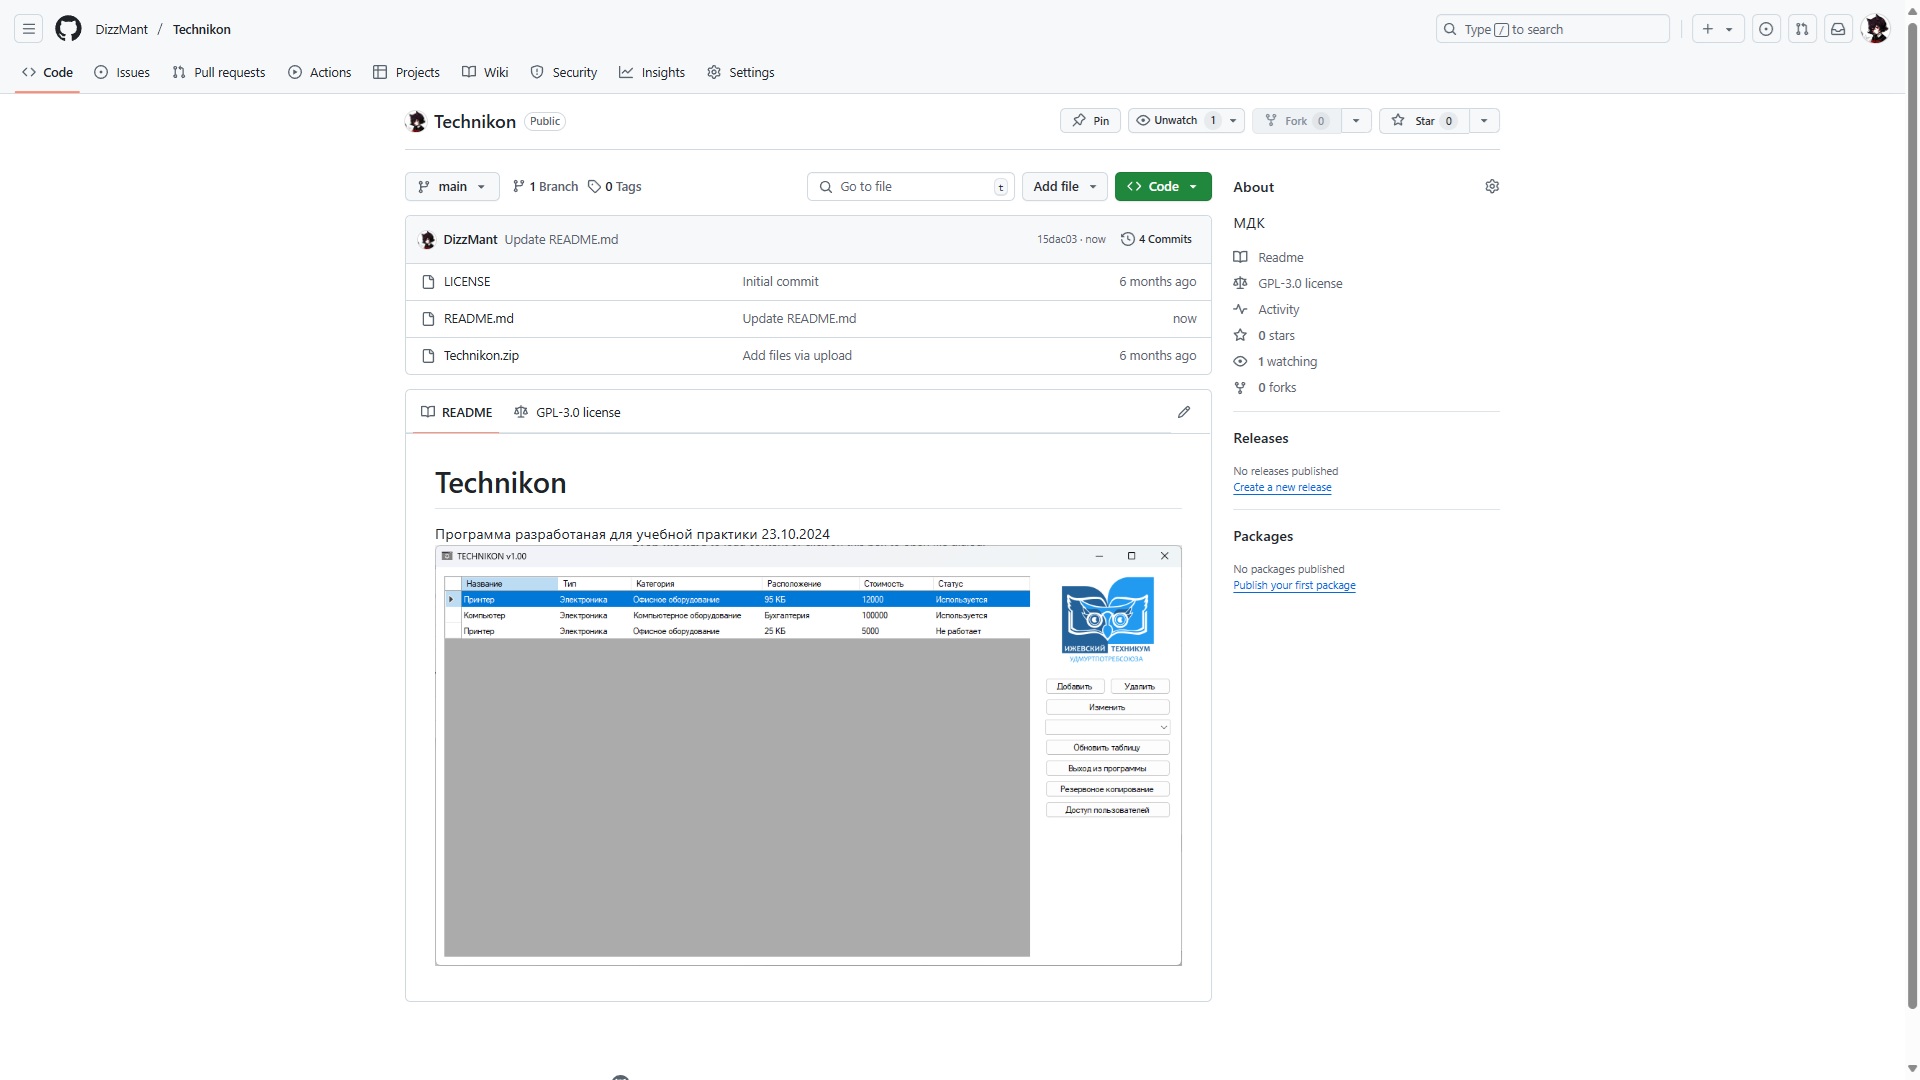 DizzMant / Technikon
Type / to search
Code Issues Pull requests Actions Projects Wiki Security Insights Settings
Technikon Public
Pin Unwatch 1 Fork 0 Star 0
main 1 Branch 0 Tags Go to file t Add file Code
DizzMant Update README.md 15dac03 · now 4 Commits
LICENSE Initial commit 6 months ago
README.md Update README.md now
Technikon.zip Add files via upload 6 months ago
README GPL-3.0 license
Technikon
Программа разработаная для учебной практики 23.10.2024
TECHNIKON v1.00
Название Тип Категория Расположение Стоимость Статус
Принтер Электроника Офисное оборудование 95 КБ 12000 Используется
Компьютер Электроника Компьютерное оборудование Бухгалтерия 100000 Используется
Принтер Электроника Офисное оборудование 25 КБ 5000 Не работает
ИЖЕВСКИЙ ТЕХНИКУМ
УДМУРТПОТРЕБСОЮЗА
Добавить Удалить
Изменить
Обновить таблицу
Выход из программы
Резервоное копирование
Доступ пользователей
About
МДК
Readme
GPL-3.0 license
Activity
0 stars
1 watching
0 forks
Releases
No releases published
Create a new release
Packages
No packages published
Publish your first package